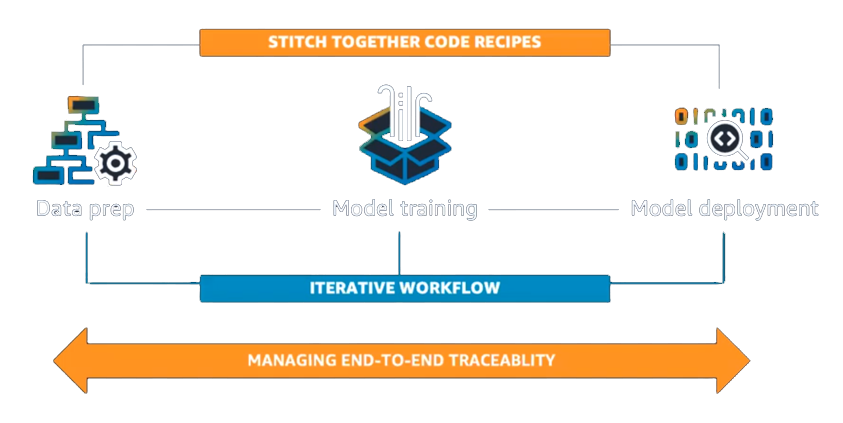 STITCH TOGETHER CODE RECIPES
Data prep
Model training
Model deployment
ITERATIVE WORKFLOW
MANAGING END-TO-END TRACEABLITY